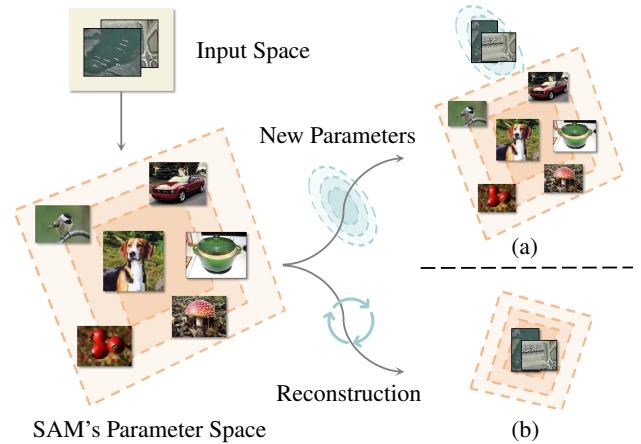 Input Space
New Parameters
(a)
Reconstruction
SAM's Parameter Space
(b)